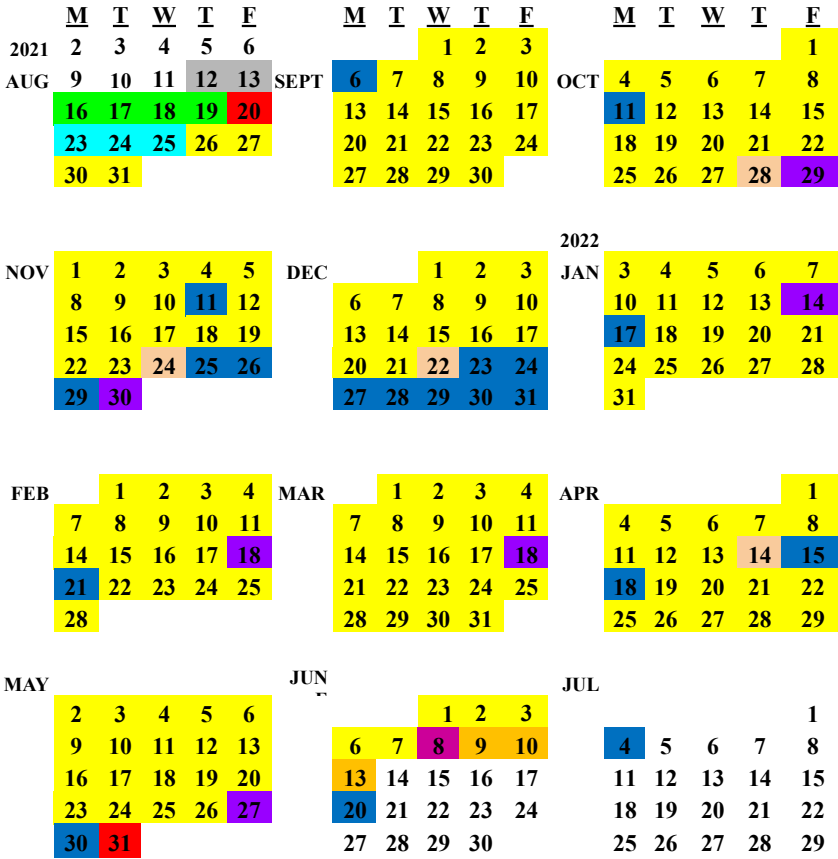 M T W T F M T W T F M T W T F
2021 2 3 4 5 6 1 2 3 1
AUG 9 10 11 12 13 SEPT 6 7 8 9 10 OCT 4 5 6 7 8
16 17 18 19 20 13 14 15 16 17 11 12 13 14 15
23 24 25 26 27 20 21 22 23 24 18 19 20 21 22
30 31 27 28 29 30 25 26 27 28 29
2022
NOV 1 2 3 4 5 DEC 1 2 3 JAN 3 4 5 6 7
8 9 10 11 12 6 7 8 9 10 10 11 12 13 14
15 16 17 18 19 13 14 15 16 17 17 18 19 20 21
22 23 24 25 26 20 21 22 23 24 24 25 26 27 28
29 30 27 28 29 30 31 31
FEB 1 2 3 4 MAR 1 2 3 4 APR 1
7 8 9 10 11 7 8 9 10 11 4 5 6 7 8
14 15 16 17 18 14 15 16 17 18 11 12 13 14 15
21 22 23 24 25 21 22 23 24 25 18 19 20 21 22
28 28 29 30 31 25 26 27 28 29
MAY JUN JUL
2 3 4 5 6 1 2 3 1
9 10 11 12 13 6 7 8 9 10 4 5 6 7 8
16 17 18 19 20 13 14 15 16 17 11 12 13 14 15
23 24 25 26 27 20 21 22 23 24 18 19 20 21 22
30 31 27 28 29 30 25 26 27 28 29